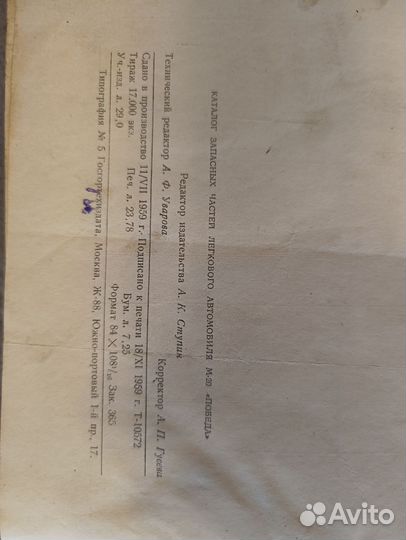 КАТАЛОГ ЗАПАСНЫХ ЧАСТЕЙ ЛЕГКОВОГО АВТОМОБИЛЯ М-20 «ПОБЕДА»
Редактор издательства А. К. Ступин
Технический редактор А. Ф. Уварова Корректор А. П. Гусева
Сдано в производство 11/VII 1959 г. Подписано к печати 18/XI 1959 г. Т-10572
Тираж 17.000 экз. Печ. л. 23,78 Бум. л. 7,25
Уч.-изд. л. 29,0 Формат 84 × 108¹/₁₆ Зак. 365
Типография № 5 Госгортехиздата, Москва, Ж-88, Южно-портовый 1-й пр., 17.
Avito